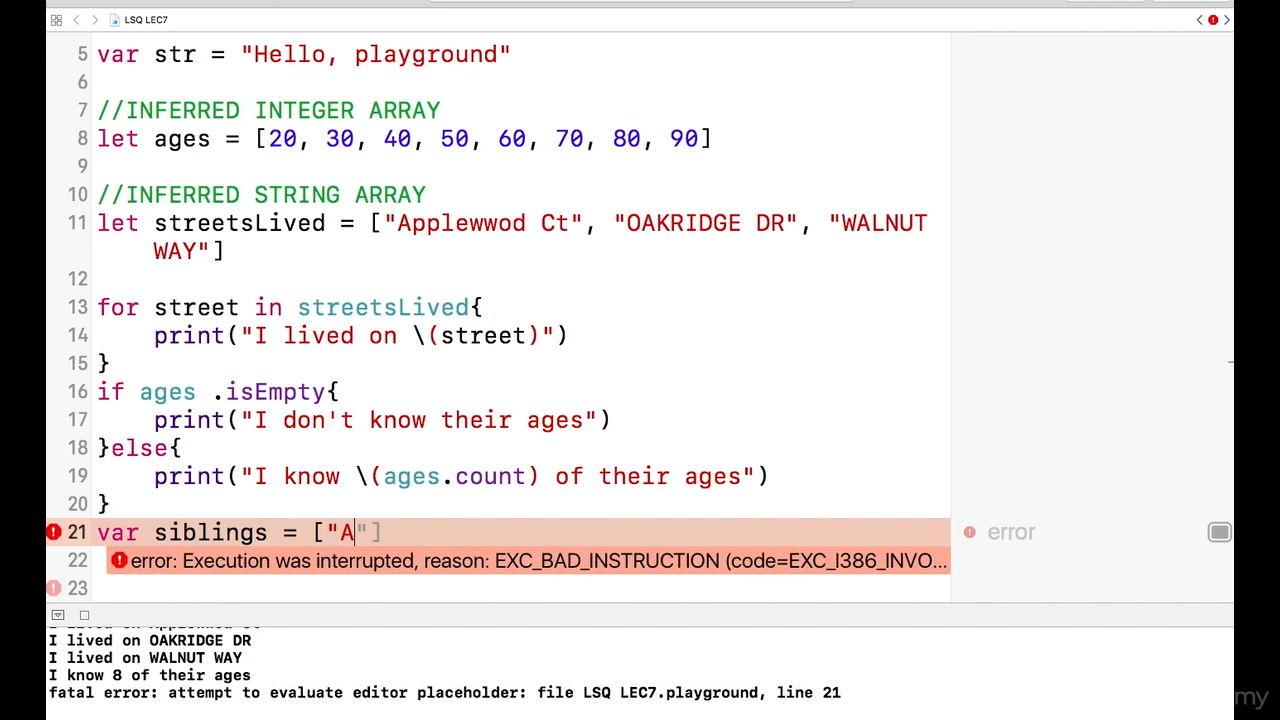 LSQ LEC7
5 var str = "Hello, playground"
6
7 //INFERRED INTEGER ARRAY
8 let ages = [20, 30, 40, 50, 60, 70, 80, 90]
9
10 //INFERRED STRING ARRAY
11 let streetsLived = ["Applewwod Ct", "OAKRIDGE DR", "WALNUT
WAY"]
12
13 for street in streetsLived{
14 print("I lived on \(street)")
15 }
16 if ages .isEmpty{
17 print("I don't know their ages")
18 }else{
19 print("I know \(ages.count) of their ages")
20 }
21 var siblings = ["A"] error
22 error: Execution was interrupted, reason: EXC_BAD_INSTRUCTION (code=EXC_I386_INVO...
23
I lived on OAKRIDGE DR
I lived on WALNUT WAY
I know 8 of their ages
fatal error: attempt to evaluate editor placeholder: file LSQ LEC7.playground, line 21
my